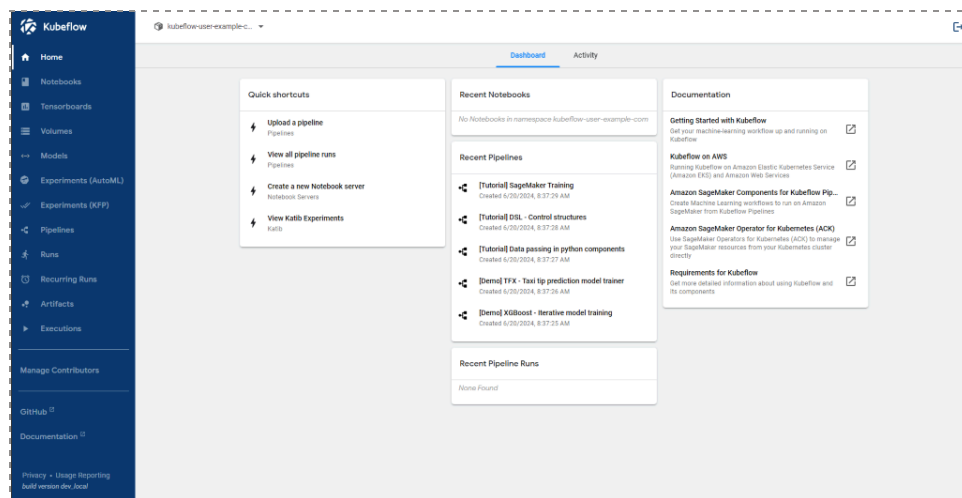 Kubeflow
kubeflow-user-example-c...
Home
Notebooks
Tensorboards
Volumes
Models
Experiments (AutoML)
Experiments (KFP)
Pipelines
Runs
Recurring Runs
Artifacts
Executions
Manage Contributors
GitHub
Documentation
Privacy • Usage Reporting
build version dev_local
Dashboard
Activity
Quick shortcuts
Upload a pipeline
Pipelines
View all pipeline runs
Pipelines
Create a new Notebook server
Notebook Servers
View Katib Experiments
Katib
Recent Notebooks
No Notebooks in namespace kubeflow-user-example-com
Recent Pipelines
[Tutorial] SageMaker Training
Created 6/20/2024, 8:37:29 AM
[Tutorial] DSL - Control structures
Created 6/20/2024, 8:37:28 AM
[Tutorial] Data passing in python components
Created 6/20/2024, 8:37:27 AM
[Demo] TFX - Taxi tip prediction model trainer
Created 6/20/2024, 8:37:26 AM
[Demo] XGBoost - Iterative model training
Created 6/20/2024, 8:37:25 AM
Recent Pipeline Runs
None Found
Documentation
Getting Started with Kubeflow
Get your machine-learning workflow up and running on
Kubeflow
Kubeflow on AWS
Running Kubeflow on Amazon Elastic Kubernetes Service
(Amazon EKS) and Amazon Web Services
Amazon SageMaker Components for Kubeflow Pip...
Create Machine Learning workflows to run on Amazon
SageMaker from Kubeflow Pipelines
Amazon SageMaker Operator for Kubernetes (ACK)
Use SageMaker Operators for Kubernetes (ACK) to manage
your SageMaker resources from your Kubernetes cluster
directly
Requirements for Kubeflow
Get more detailed information about using Kubeflow and
its components